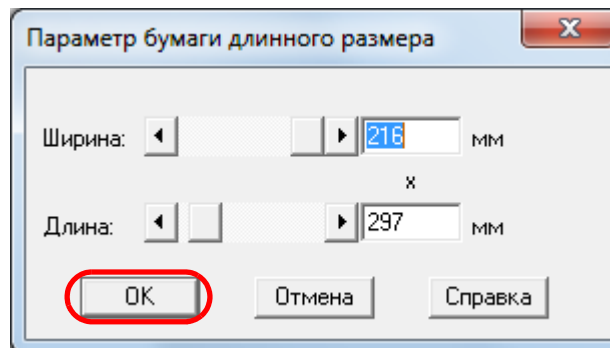 Параметр бумаги длинного размера
Ширина: 216 мм
x
Длина: 297 мм
OK Отмена Справка